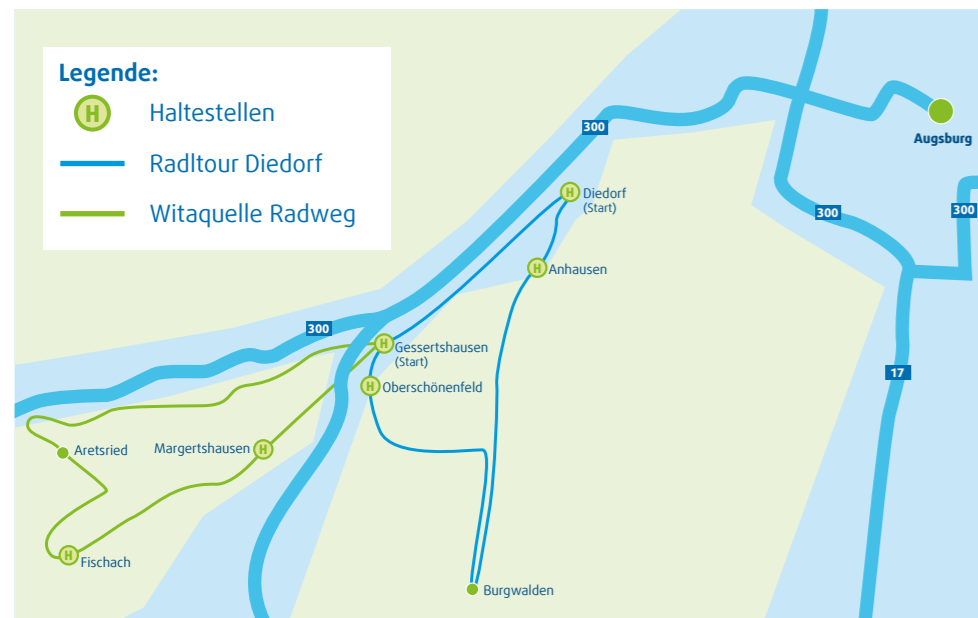 Legende:
H Haltestellen
Radltour Diedorf
Witaquelle Radweg
300
Augsburg
H Diedorf
(Start)
300
300
H Anhausen
300
H Gessertshausen
(Start)
17
H Oberschönenfeld
Aretsried
Margertshausen H
H Fischach
Burgwalden